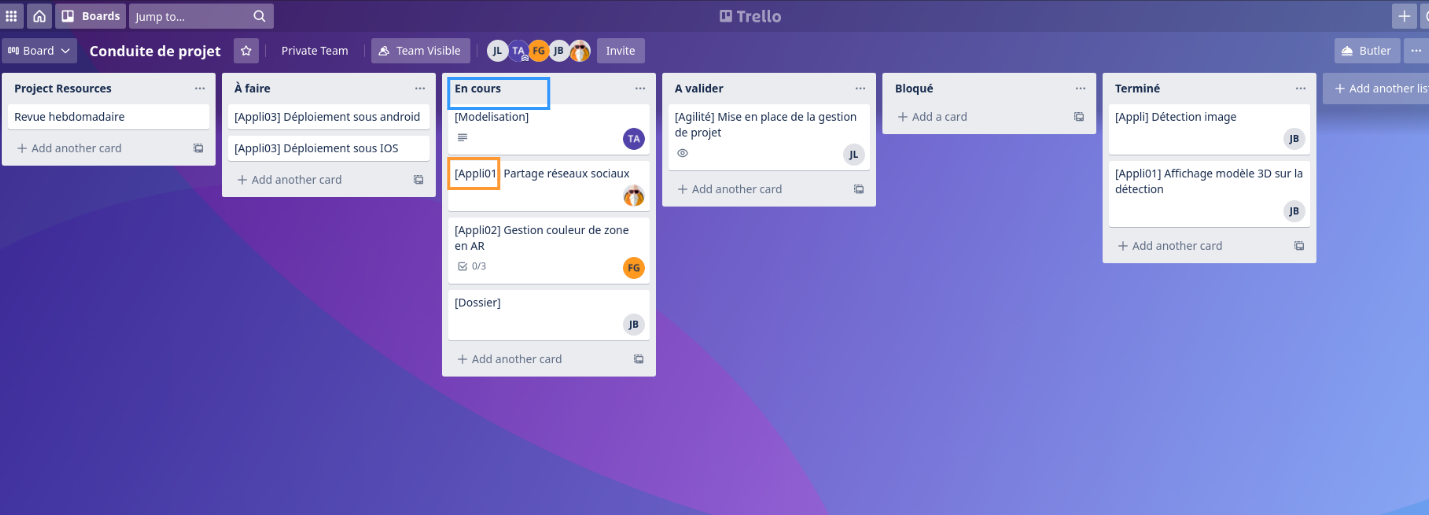 Boards
Jump to...
Trello
Board
Conduite de projet
Private Team
Team Visible
JL
TA
FG
JB
Invite
Butler
Project Resources
Revue hebdomadaire
Add another card
À faire
[Appli03] Déploiement sous android
[Appli03] Déploiement sous IOS
Add another card
En cours
[Modelisation]
TA
[Appli01] Partage réseaux sociaux
[Appli02] Gestion couleur de zone
en AR
0/3
FG
[Dossier]
JB
Add another card
A valider
[Agilité] Mise en place de la gestion
de projet
JL
Add another card
Bloqué
Add a card
Terminé
[Appli] Détection image
JB
[Appli01] Affichage modèle 3D sur la
détection
JB
Add another card
Add another list